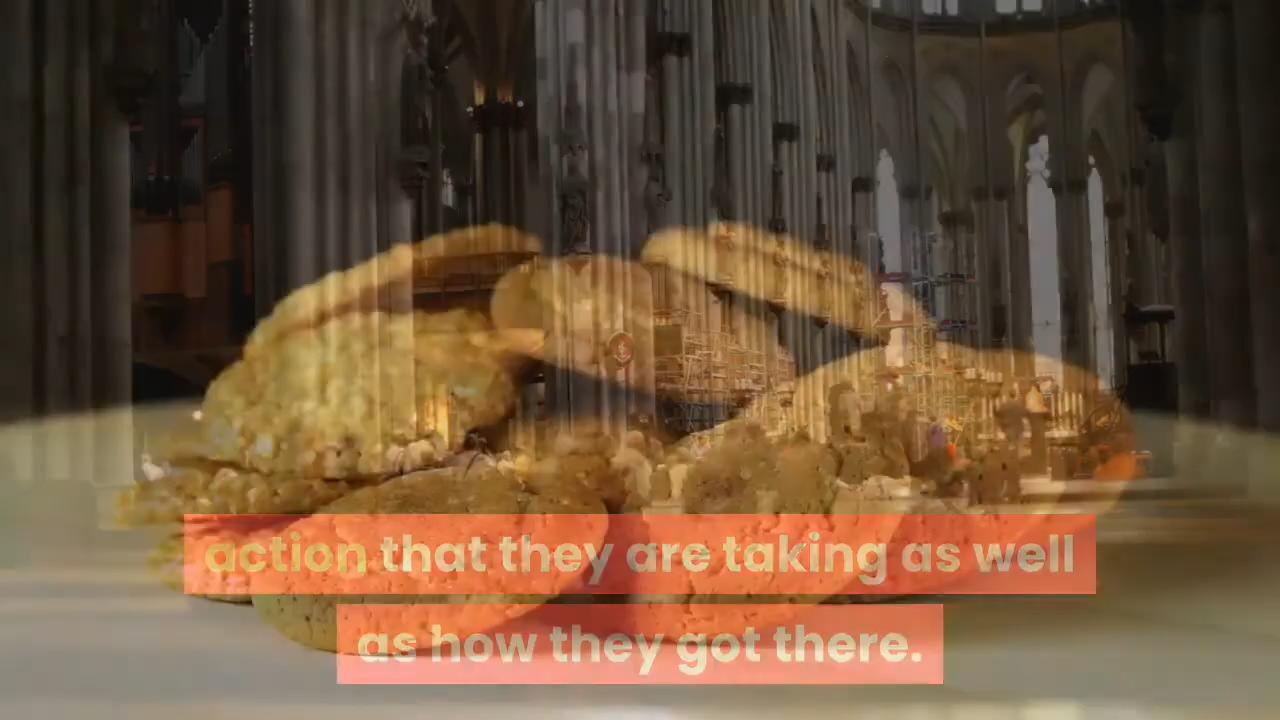 action that they are taking as well
as how they got there.